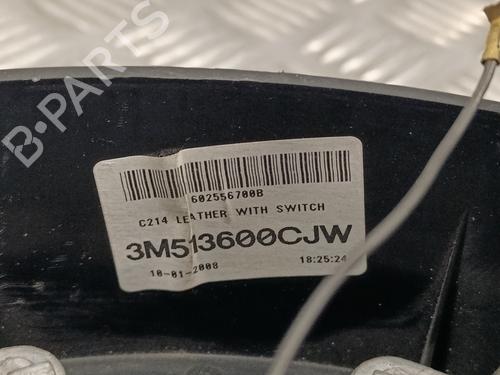 B-PARTS
602556700B
C214 LEATHER WITH SWITCH
3M513600CJW
10-01-2008 18:25:24